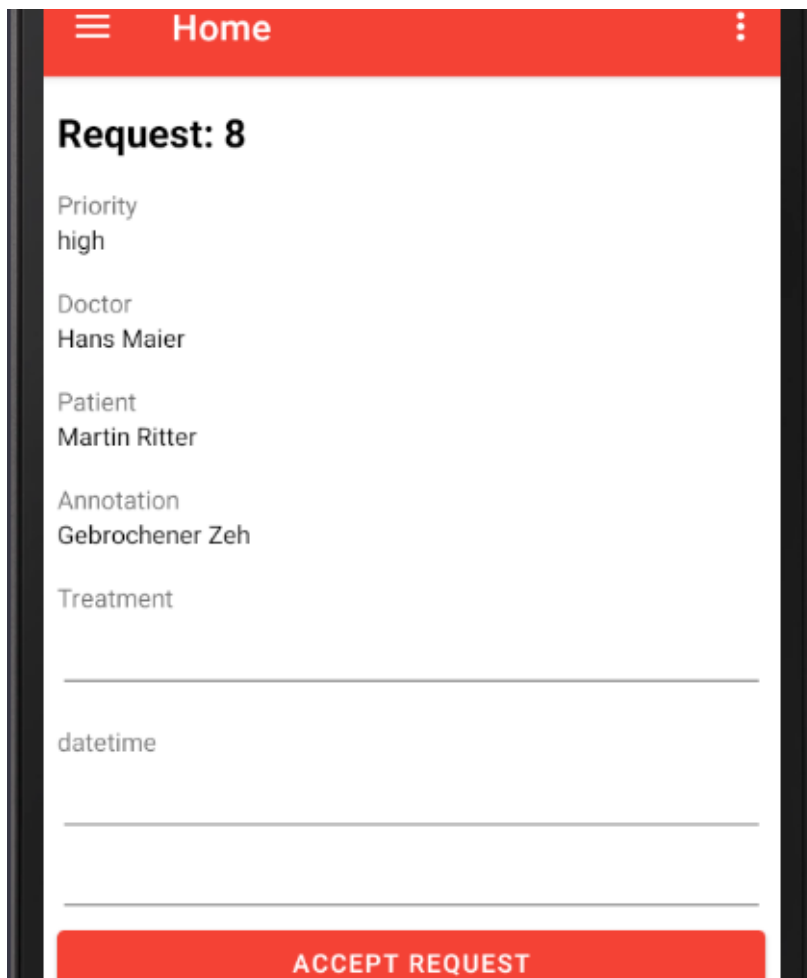 Home
Request: 8
Priority
high
Doctor
Hans Maier
Patient
Martin Ritter
Annotation
Gebrochener Zeh
Treatment
datetime
ACCEPT REQUEST